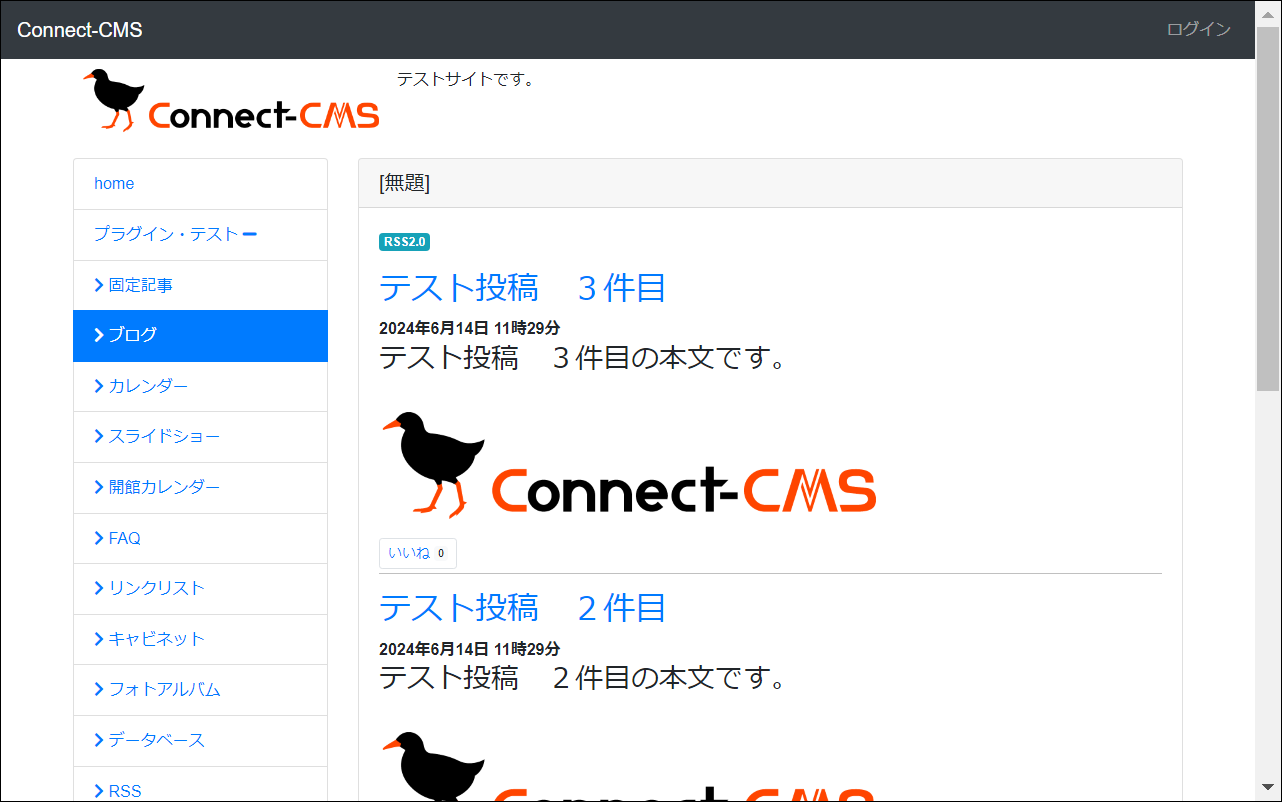 Connect-CMS
ログイン
Connect-CMS
テストサイトです。
home
プラグイン・テスト
固定記事
ブログ
カレンダー
スライドショー
開館カレンダー
FAQ
リンクリスト
キャビネット
フォトアルバム
データベース
RSS
[無題]
RSS2.0
テスト投稿　３件目
2024年6月14日 11時29分
テスト投稿　３件目の本文です。
Connect-CMS
いいね 0
テスト投稿　２件目
2024年6月14日 11時29分
テスト投稿　２件目の本文です。
Connect-CMS